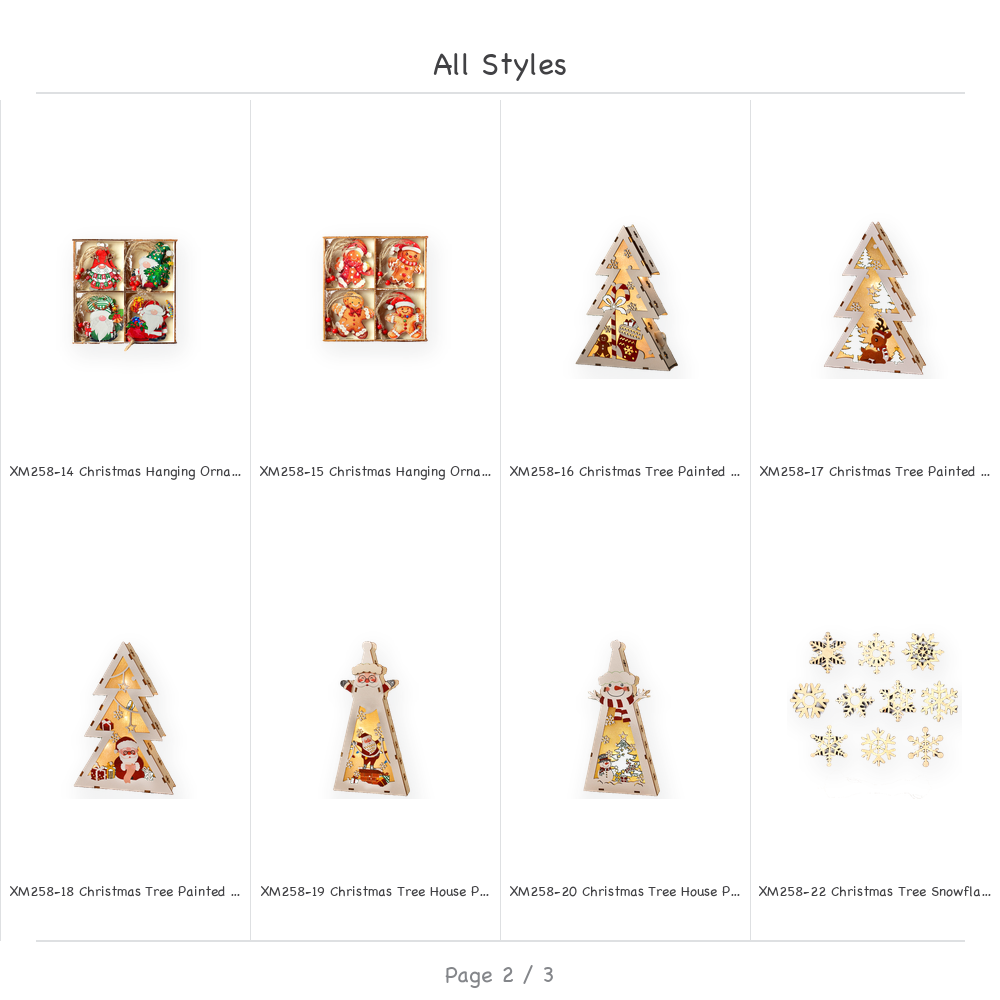 All Styles
XM258-14 Christmas Hanging Orna...
XM258-15 Christmas Hanging Orna...
XM258-16 Christmas Tree Painted ...
XM258-17 Christmas Tree Painted ...
XM258-18 Christmas Tree Painted ...
XM258-19 Christmas Tree House P...
XM258-20 Christmas Tree House P...
XM258-22 Christmas Tree Snowfla...
Page 2 / 3